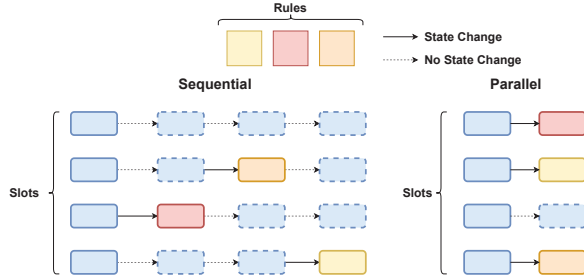 Rules
State Change
No State Change
Sequential
Parallel
Slots
Slots